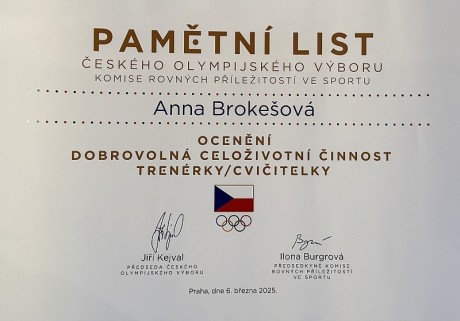 PAMĚTNÍ LIST
ČESKÉHO OLYMPIJSKÉHO VÝBORU
KOMISE ROVNÝCH PŘÍLEŽITOSTÍ VE SPORTU
Anna Brokešová
OCENĚNÍ
DOBROVOLNÁ CELOŽIVOTNÍ ČINNOST
TRENÉRKY/CVIČITELKY
Jiří Kejval
PŘEDSEDA ČESKÉHO
OLYMPIJSKÉHO VÝBORU
Ilona Burgrová
PŘEDSEDKYNĚ KOMISE
ROVNÝCH PŘÍLEŽITOSTÍ
VE SPORTU
Praha, dne 6. března 2025.